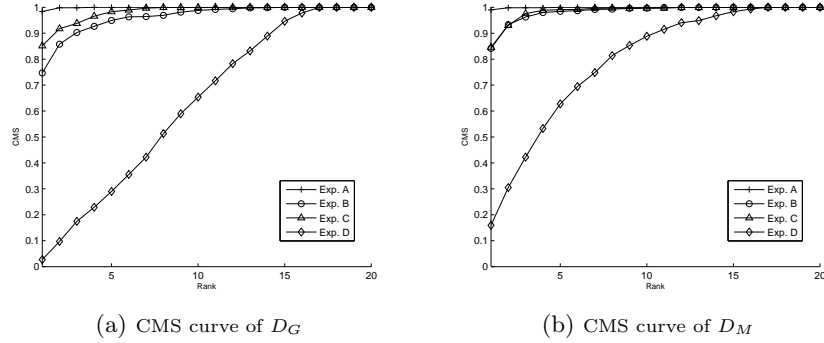 1
0.9
0.8
0.7
0.6
0.5
0.4
0.3
0.2
0.1
0
CMS
5 10 15 20
Rank
Exp. A
Exp. B
Exp. C
Exp. D
(a) CMS curve of D_G
1
0.9
0.8
0.7
0.6
0.5
0.4
0.3
0.2
0.1
0
CMS
5 10 15 20
Rank
Exp. A
Exp. B
Exp. C
Exp. D
(b) CMS curve of D_M